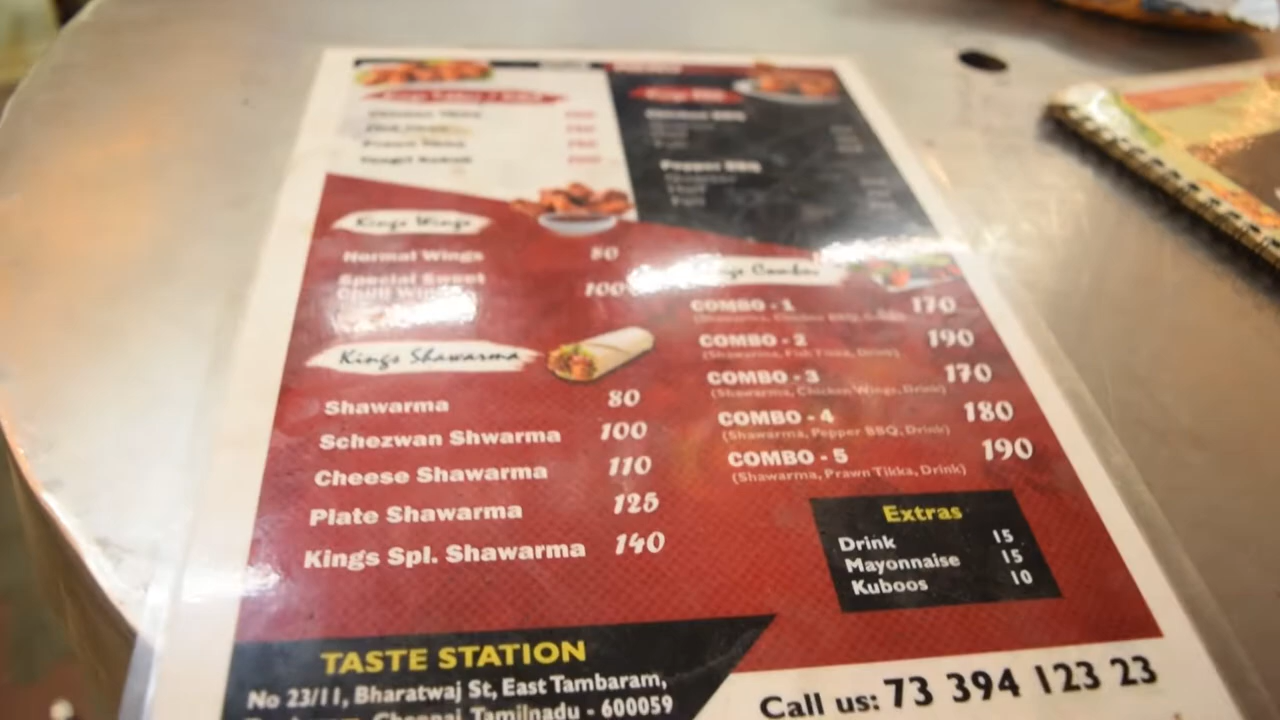 Prawn Tikka
Pepper BBQ
Kings Wings
Normal Wings 80
Special Sweet
Chilli Wings 100
Kings Shawarma
Shawarma 80
Schezwan Shwarma 100
Cheese Shawarma 110
Plate Shawarma 125
Kings Spl. Shawarma 140
Kings Combos
COMBO - 1 170
COMBO - 2 190
(Shawarma, Fish Tikka, Drink)
COMBO - 3 170
(Shawarma, Chicken Wings, Drink)
COMBO - 4 180
(Shawarma, Pepper BBQ, Drink)
COMBO - 5 190
(Shawarma, Prawn Tikka, Drink)
Extras
Drink 15
Mayonnaise 15
Kuboos 10
TASTE STATION
No 23/11, Bharatwaj St, East Tambaram,
Chennai, Tamilnadu - 600059
Call us: 73 394 123 23